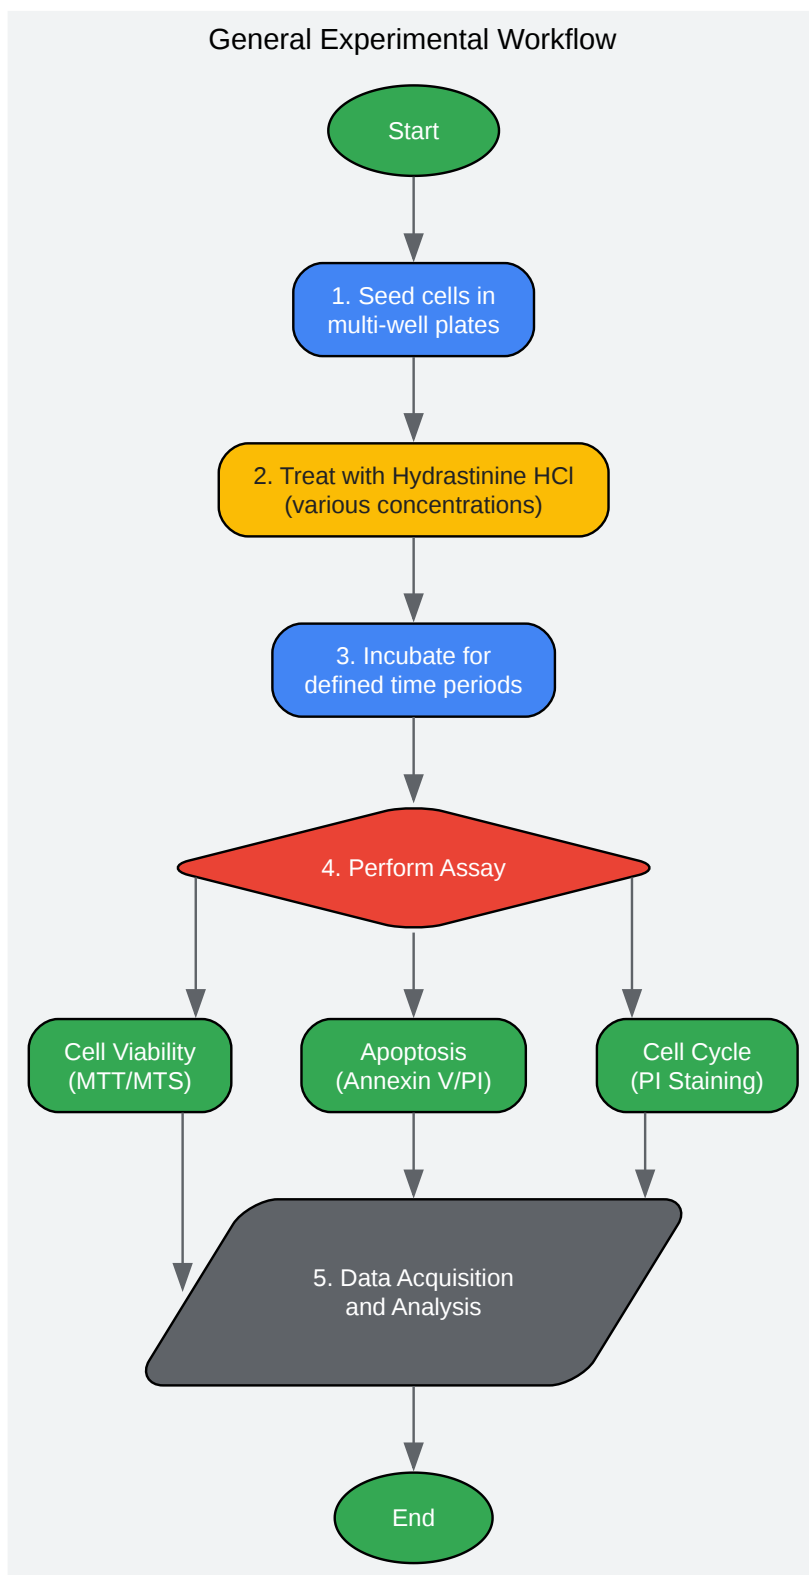 General Experimental Workflow
Start
1. Seed cells in
multi-well plates
2. Treat with Hydrastinine HCl
(various concentrations)
3. Incubate for
defined time periods
4. Perform Assay
Cell Viability
(MTT/MTS)
Apoptosis
(Annexin V/PI)
Cell Cycle
(PI Staining)
5. Data Acquisition
and Analysis
End